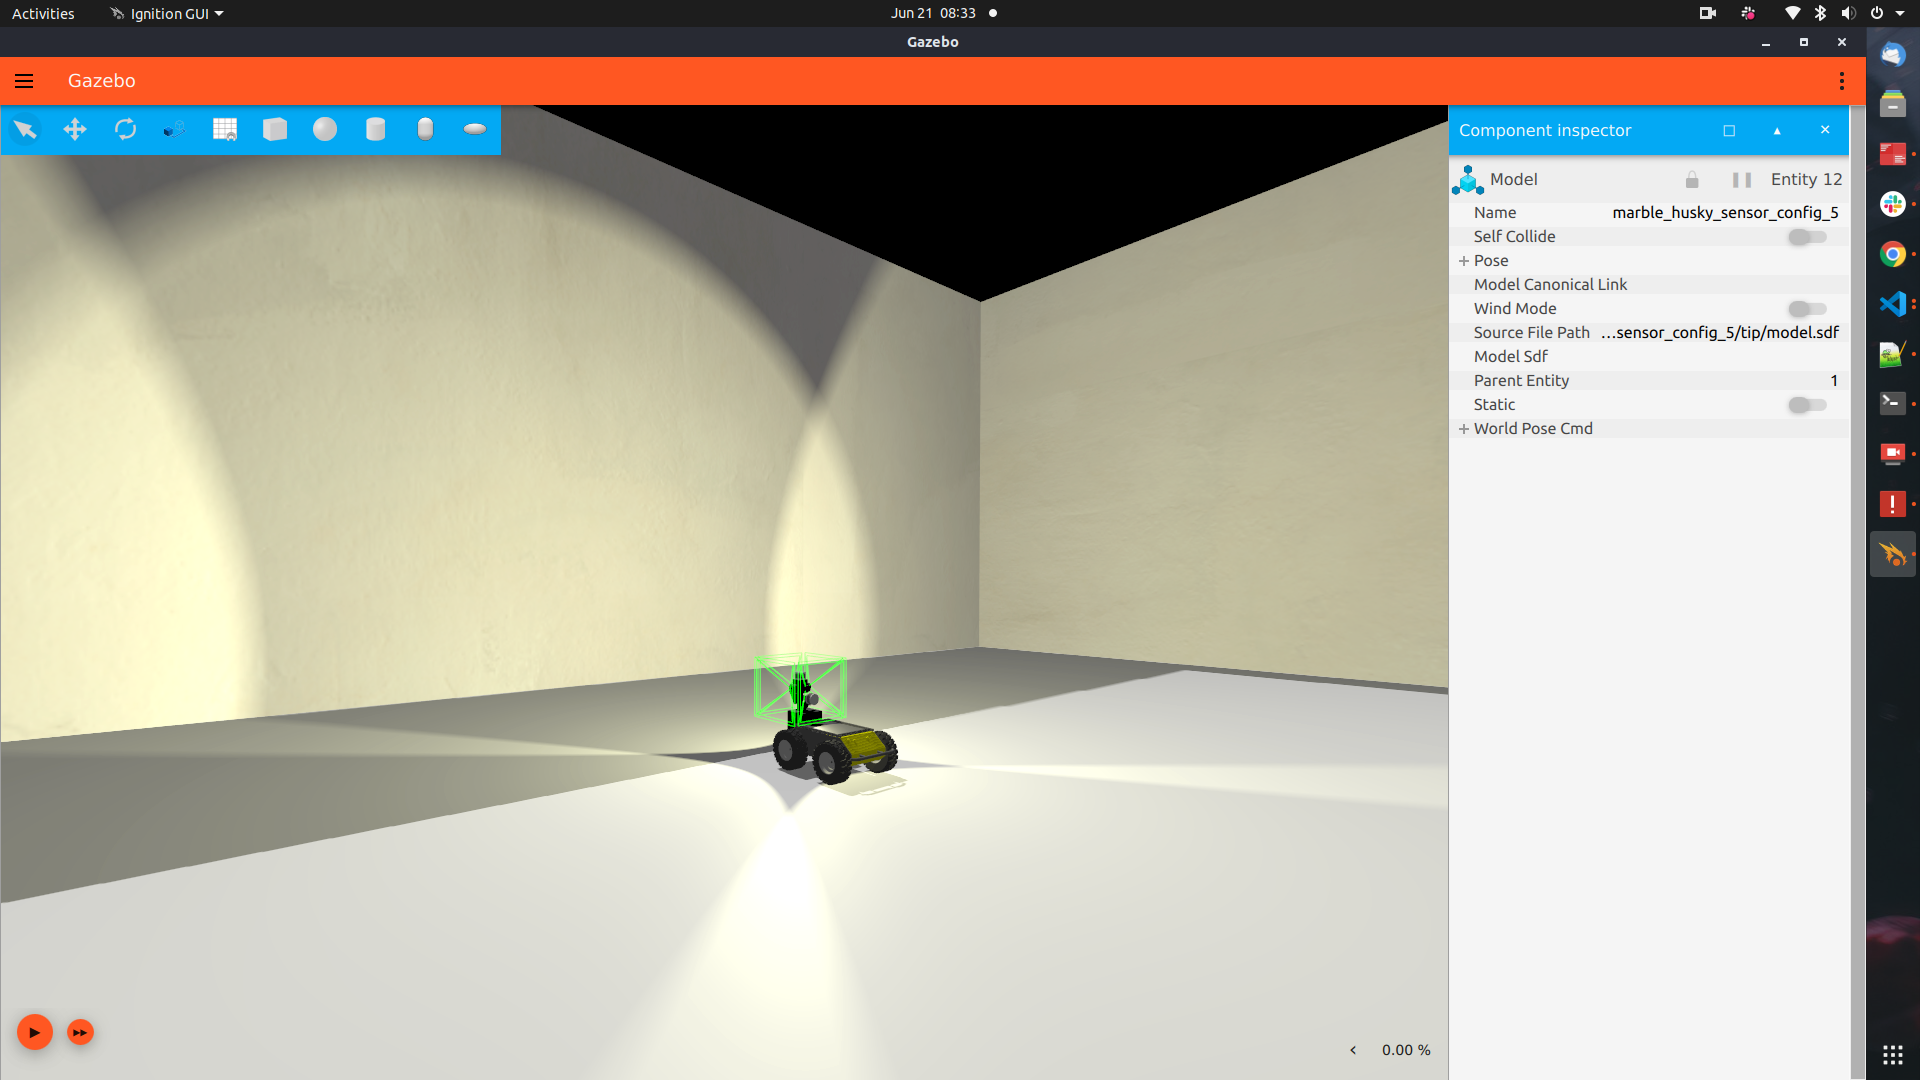 Activities
Ignition GUI
Jun 21 08:33
Gazebo
Gazebo
Component inspector
Model
Entity 12
Name
marble_husky_sensor_config_5
Self Collide
Pose
Model Canonical Link
Wind Mode
Source File Path
...sensor_config_5/tip/model.sdf
Model Sdf
Parent Entity
1
Static
World Pose Cmd
0.00 %